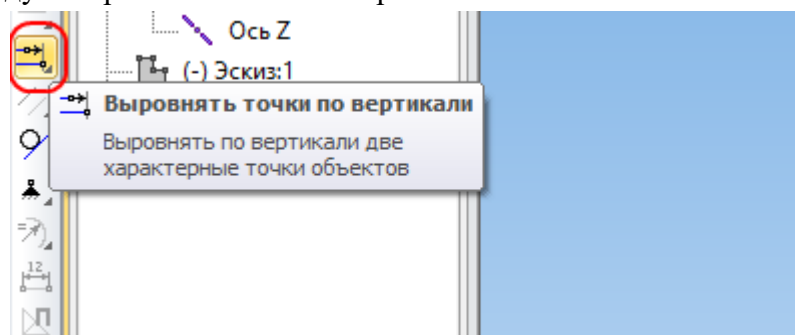 Ось Z
(-) Эскиз:1
Выровнять точки по вертикали
Выровнять по вертикали две
характерные точки объектов
12